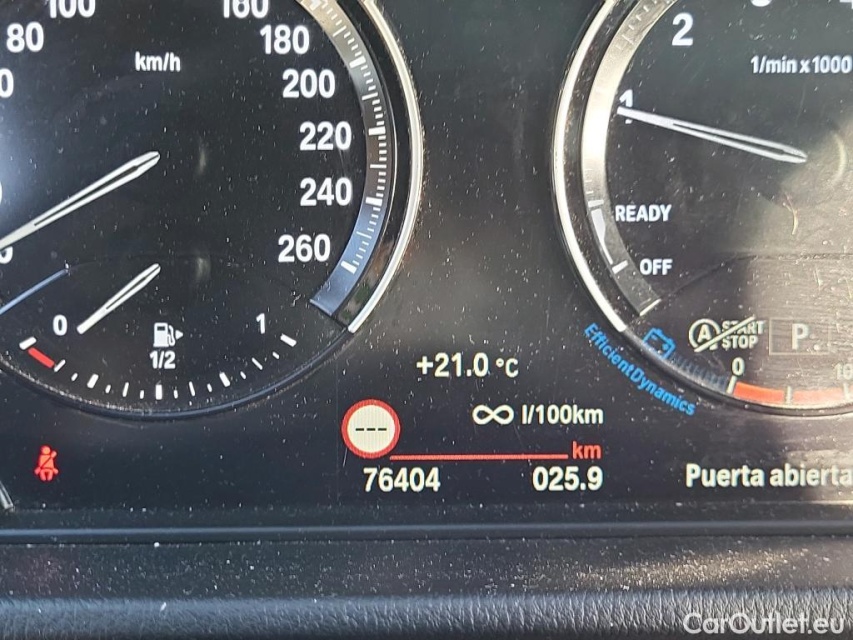 100
80
160
180
200
220
240
260
km/h
0
1/2
1
2
1/min x 1000
1
READY
OFF
A START STOP
P.
EfficientDynamics
0
+21.0 °C
∞ l/100km
---
km
76404
025.9
Puerta abierta
CarOutlet.eu